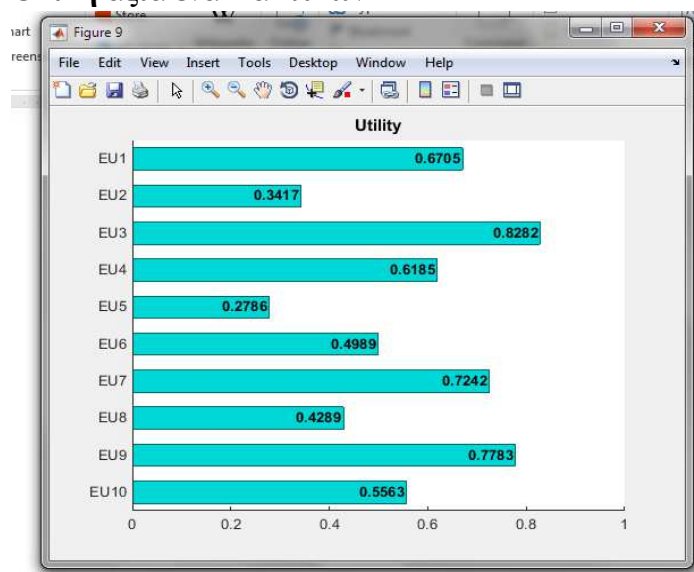 Store
Figure 9
File Edit View Insert Tools Desktop Window Help
Utility
EU1 0.6705
EU2 0.3417
EU3 0.8282
EU4 0.6185
EU5 0.2786
EU6 0.4989
EU7 0.7242
EU8 0.4289
EU9 0.7783
EU10 0.5563
0 0.2 0.4 0.6 0.8 1